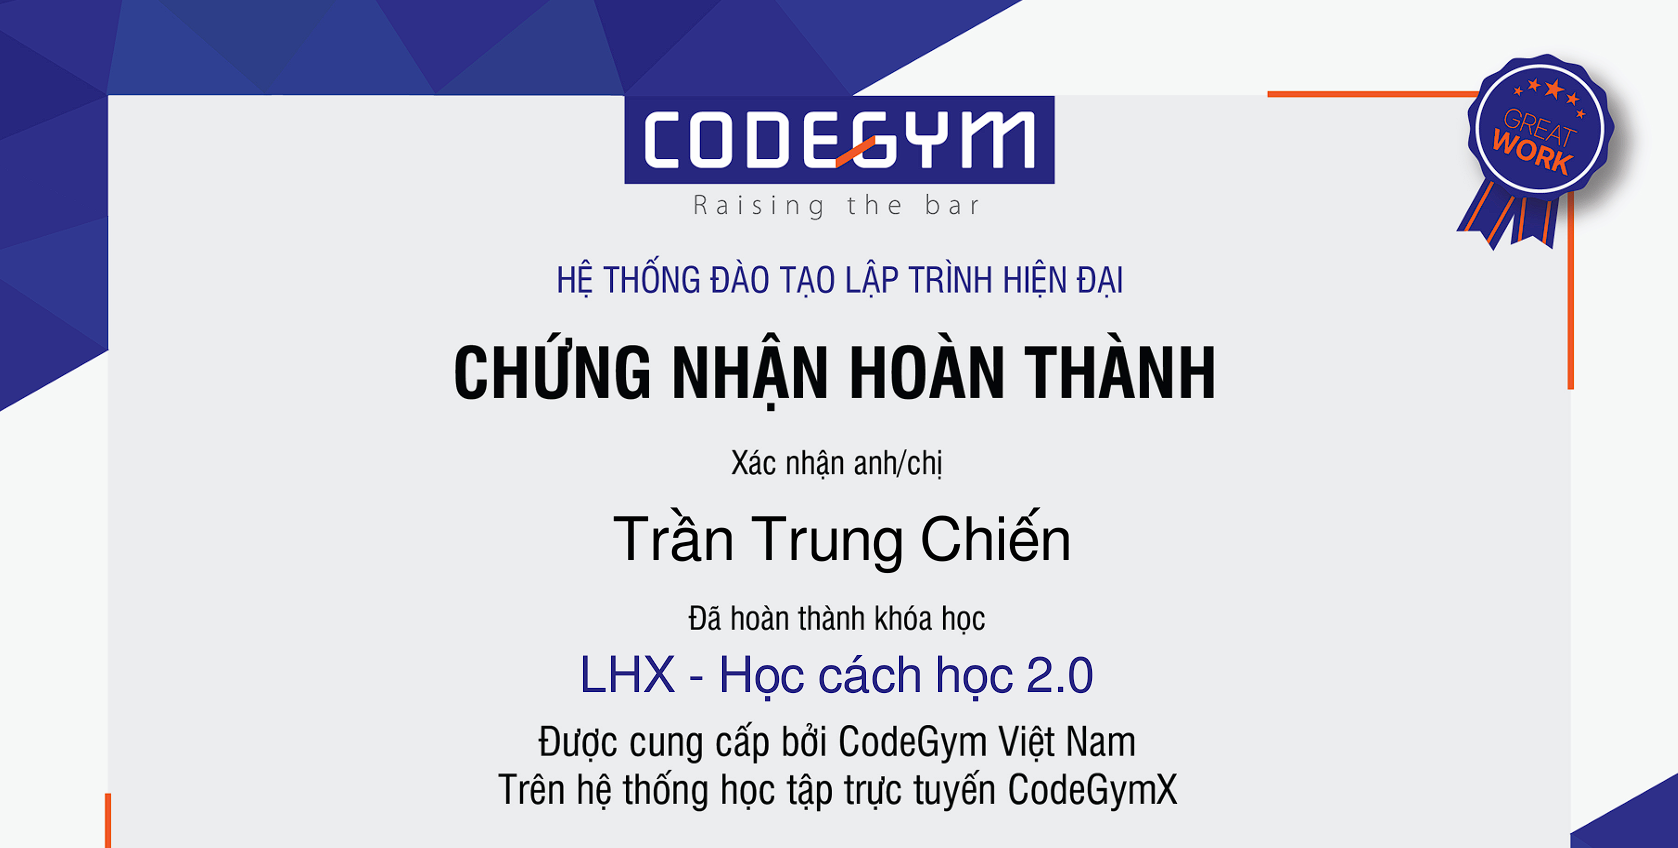 CODEGYM
Raising the bar
GREAT
WORK
HỆ THỐNG ĐÀO TẠO LẬP TRÌNH HIỆN ĐẠI
CHỨNG NHẬN HOÀN THÀNH
Xác nhận anh/chị
Trần Trung Chiến
Đã hoàn thành khóa học
LHX - Học cách học 2.0
Được cung cấp bởi CodeGym Việt Nam
Trên hệ thống học tập trực tuyến CodeGymX